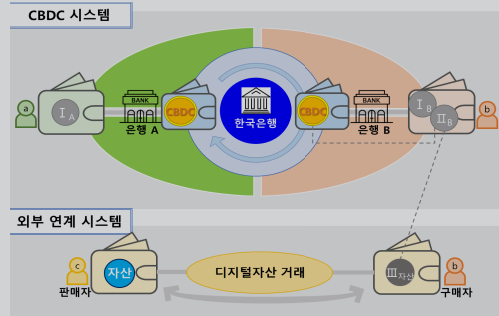 CBDC 시스템
a
I A
BANK
은행 A
CBDC
한국은행
CBDC
BANK
은행 B
I B
II B
b
외부 연계 시스템
c
판매자
자산
디지털자산 거래
III 자산
b
구매자